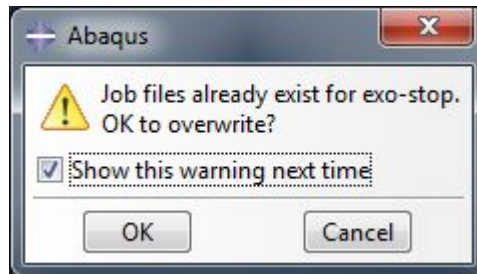 Abaqus
Job files already exist for exo-stop.
OK to overwrite?
Show this warning next time
OK
Cancel